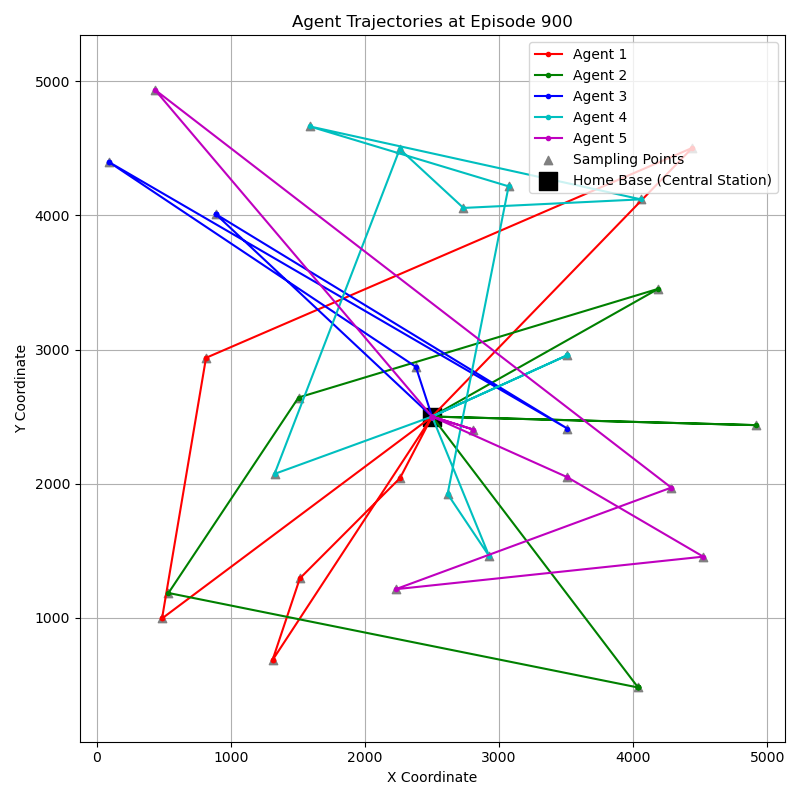 Agent Trajectories at Episode 900
Agent 1
Agent 2
Agent 3
Agent 4
Agent 5
Sampling Points
Home Base (Central Station)
5000
4000
3000
2000
1000
Y Coordinate
0 1000 2000 3000 4000 5000
X Coordinate